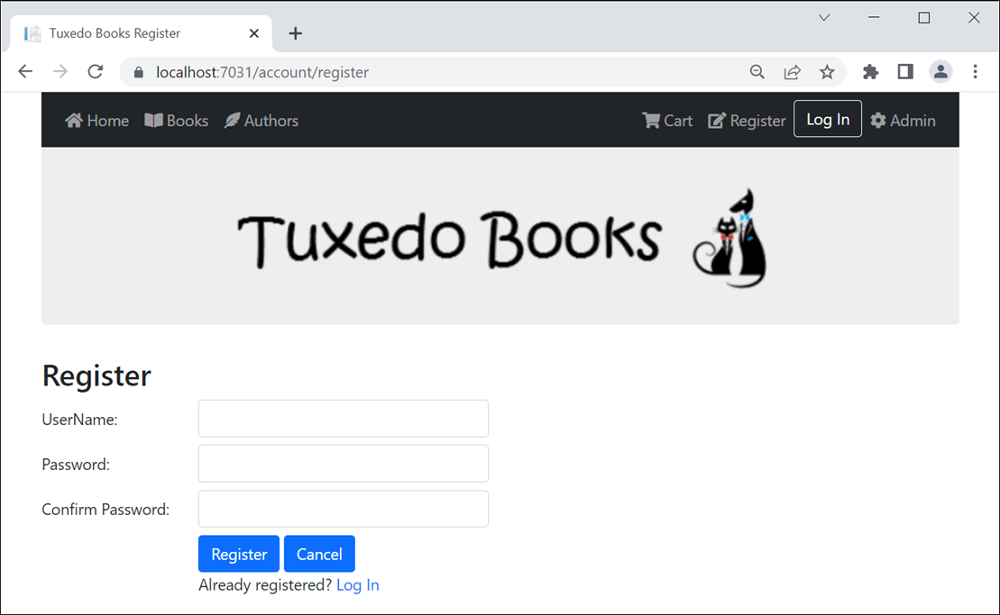 Tuxedo Books Register
localhost:7031/account/register
Home Books Authors Cart Register Log In Admin
Tuxedo Books
Register
UserName:
Password:
Confirm Password:
Register Cancel
Already registered? Log In